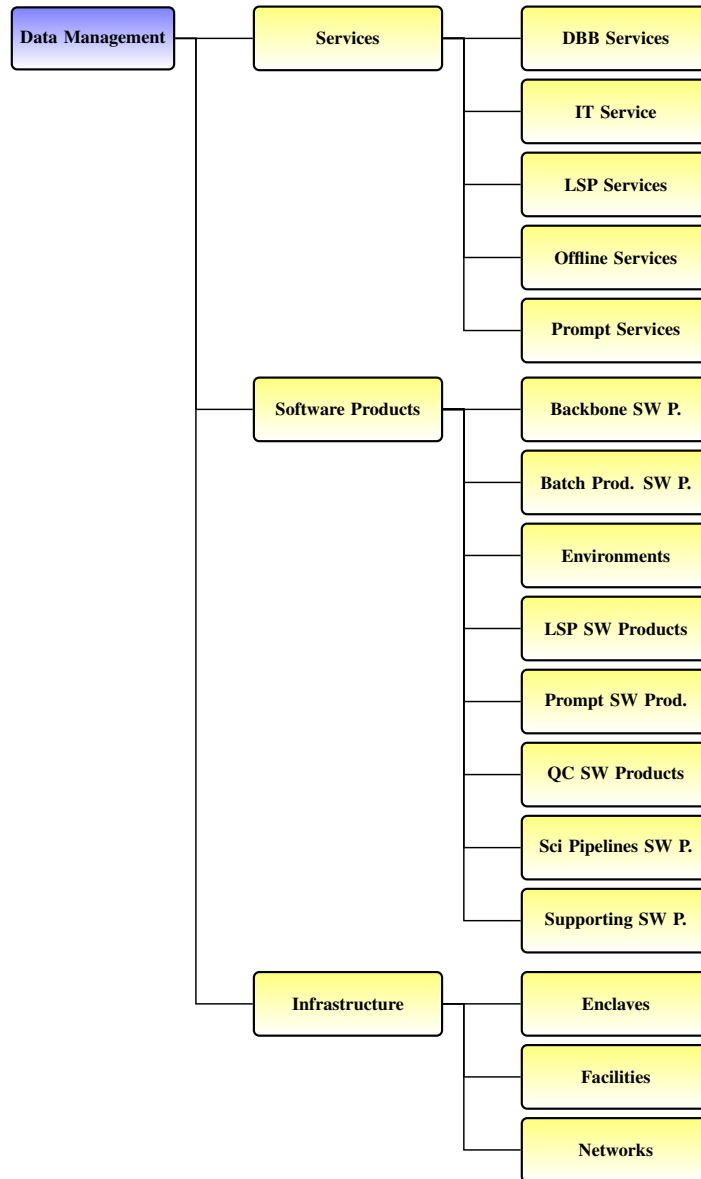 Data Management
Services
DBB Services
IT Service
LSP Services
Offline Services
Prompt Services
Software Products
Backbone SW P.
Batch Prod. SW P.
Environments
LSP SW Products
Prompt SW Prod.
QC SW Products
Sci Pipelines SW P.
Supporting SW P.
Infrastructure
Enclaves
Facilities
Networks